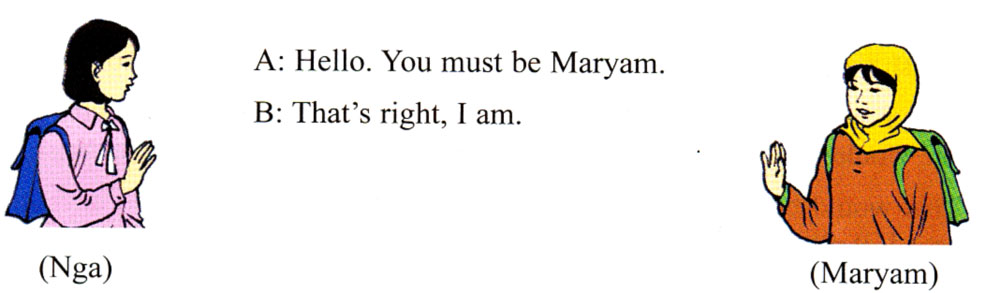 A: Hello. You must be Maryam.
B: That's right, I am.
(Nga)
(Maryam)